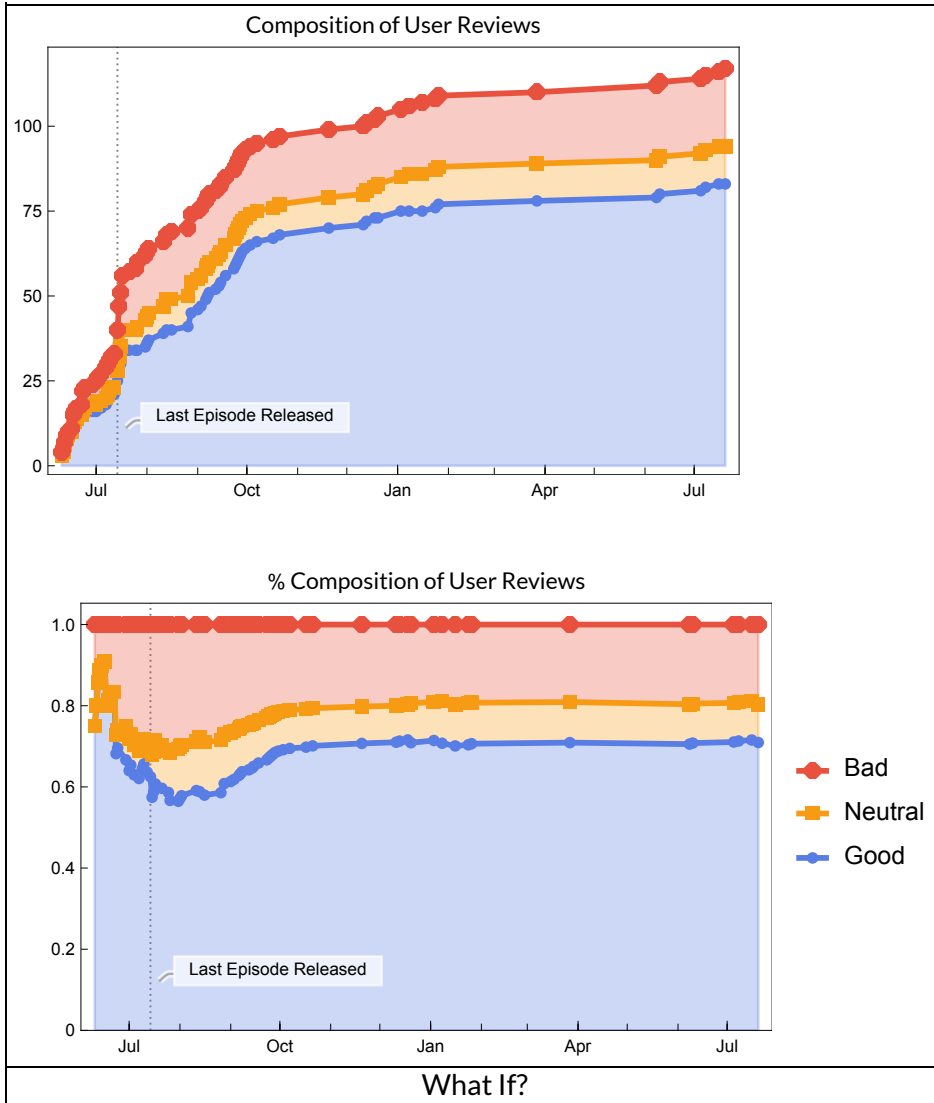 Composition of User Reviews
100
75
50
25
0
Last Episode Released
Jul Oct Jan Apr Jul
% Composition of User Reviews
1.0
0.8
0.6
0.4
0.2
0
Last Episode Released
Jul Oct Jan Apr Jul
Bad
Neutral
Good
What If?